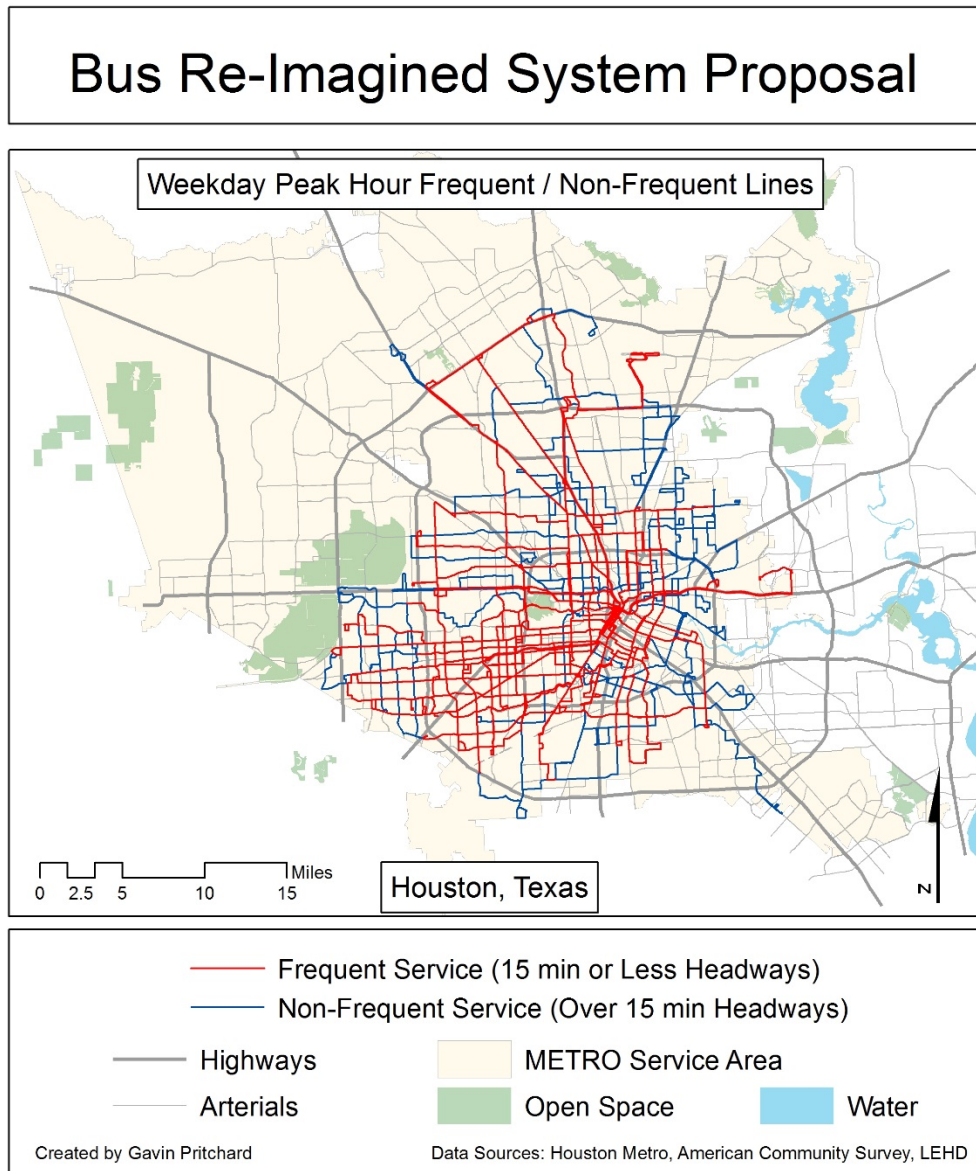 Bus Re-Imagined System Proposal
Weekday Peak Hour Frequent / Non-Frequent Lines
Miles
0 2.5 5 10 15
Houston, Texas
N
Frequent Service (15 min or Less Headways)
Non-Frequent Service (Over 15 min Headways)
Highways METRO Service Area
Arterials Open Space Water
Created by Gavin Pritchard Data Sources: Houston Metro, American Community Survey, LEHD